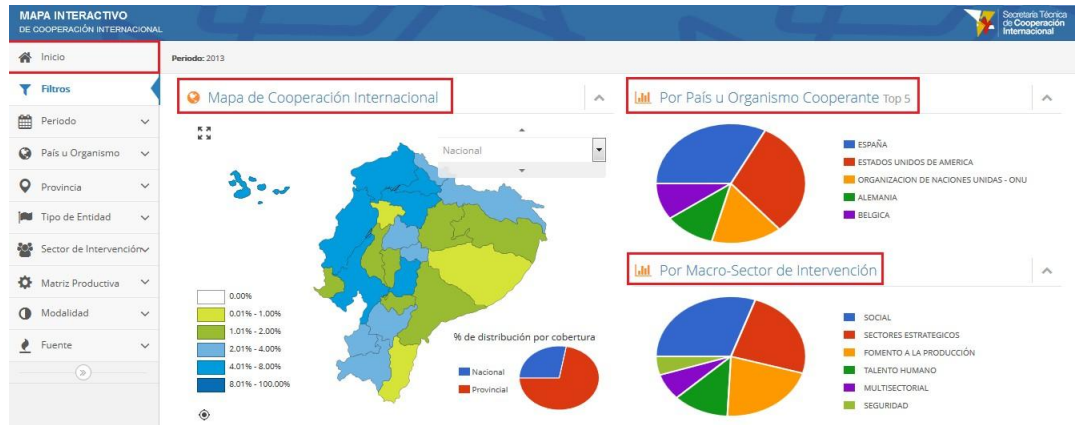 MAPA INTERACTIVO
DE COOPERACIÓN INTERNACIONAL
Secretaría Técnica
de Cooperación
Internacional
Inicio
Filtros
Periodo
País u Organismo
Provincia
Tipo de Entidad
Sector de Intervención
Matriz Productiva
Modalidad
Fuente
Periodo: 2013
Mapa de Cooperación Internacional
Nacional
0.00%
0.01% - 1.00%
1.01% - 2.00%
2.01% - 4.00%
4.01% - 8.00%
8.01% - 100.00%
% de distribución por cobertura
Nacional
Provincial
Por País u Organismo Cooperante Top 5
ESPAÑA
ESTADOS UNIDOS DE AMERICA
ORGANIZACION DE NACIONES UNIDAS - ONU
ALEMANIA
BELGICA
Por Macro-Sector de Intervención
SOCIAL
SECTORES ESTRATEGICOS
FOMENTO A LA PRODUCCIÓN
TALENTO HUMANO
MULTISECTORIAL
SEGURIDAD